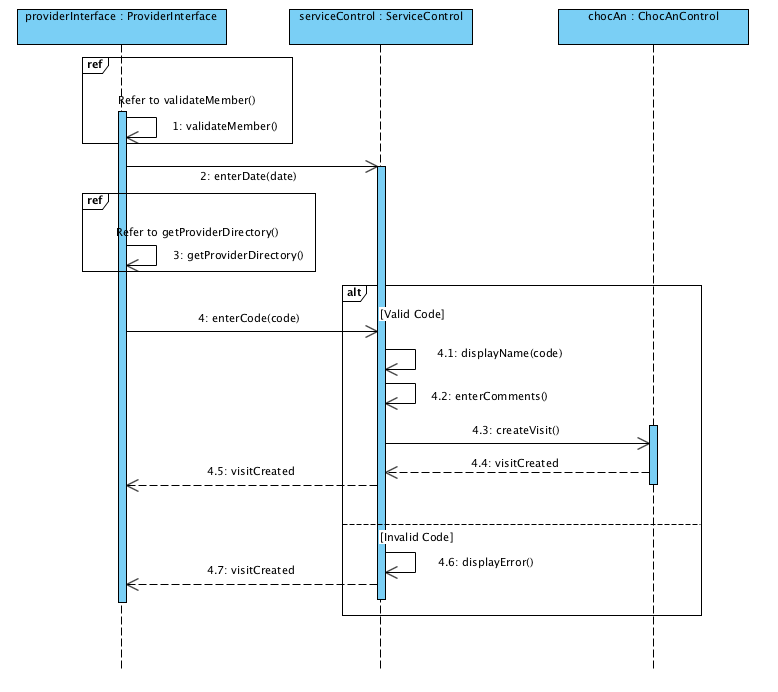 providerInterface : ProviderInterface
serviceControl : ServiceControl
chocAn : ChocAnControl
ref
Refer to validateMember()
1: validateMember()
2: enterDate(date)
ref
Refer to getProviderDirectory()
3: getProviderDirectory()
alt
[Valid Code]
4: enterCode(code)
4.1: displayName(code)
4.2: enterComments()
4.3: createVisit()
4.4: visitCreated
4.5: visitCreated
[Invalid Code]
4.6: displayError()
4.7: visitCreated